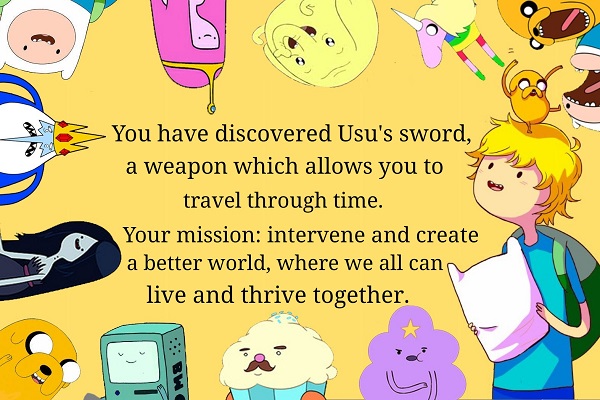 You have discovered Usu's sword,
a weapon which allows you to
travel through time.
Your mission: intervene and create
a better world, where we all can
live and thrive together.
BMO